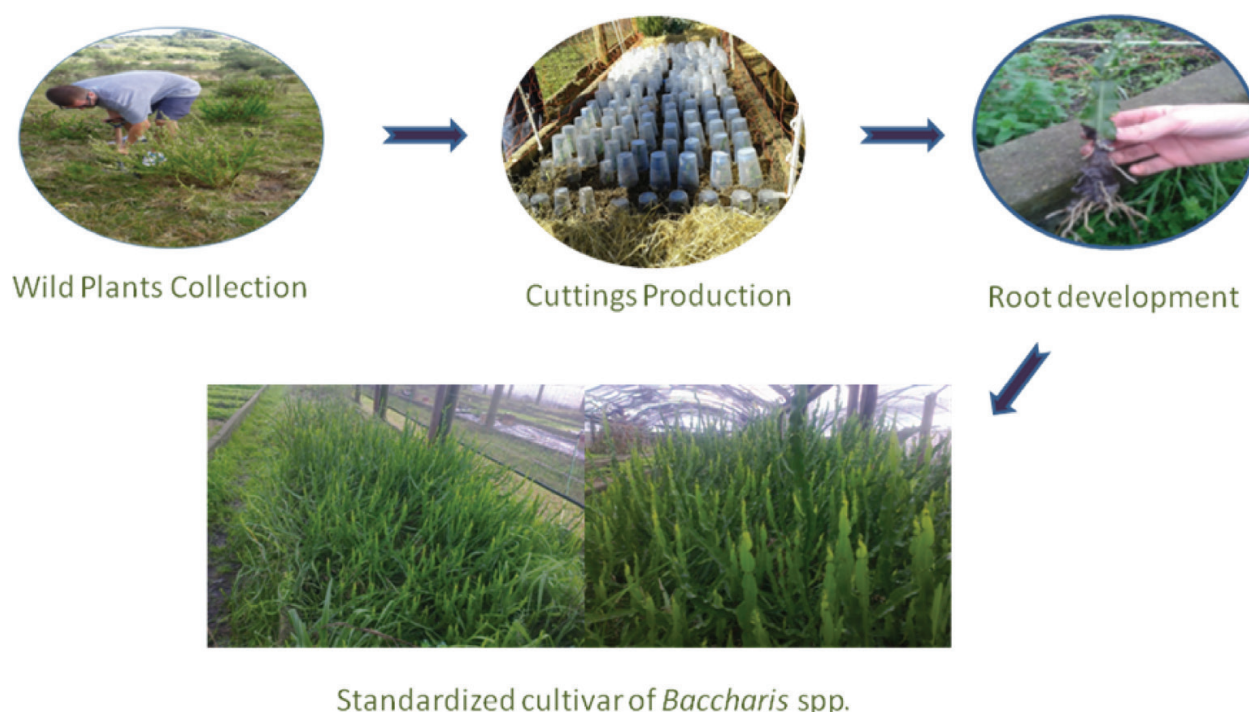 Wild Plants Collection
Cuttings Production
Root development
Standardized cultivar of Baccharis spp.